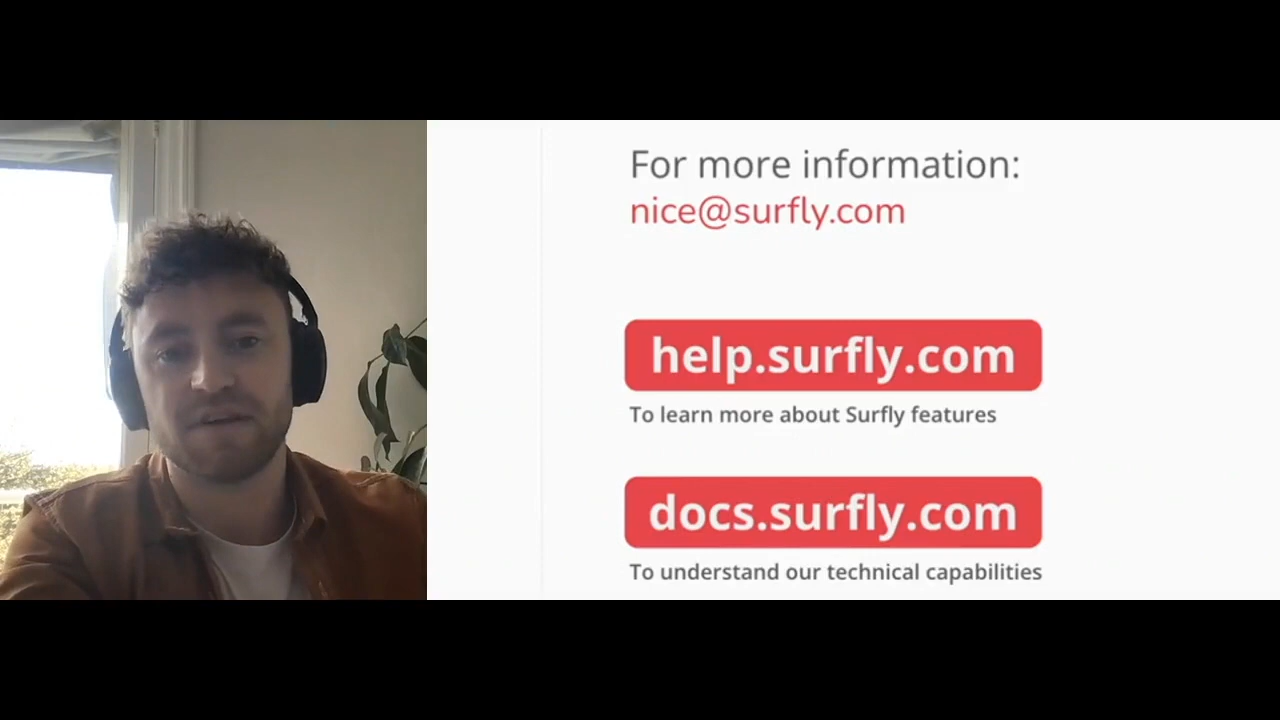 For more information:
nice@surfly.com
help.surfly.com
To learn more about Surfly features
docs.surfly.com
To understand our technical capabilities